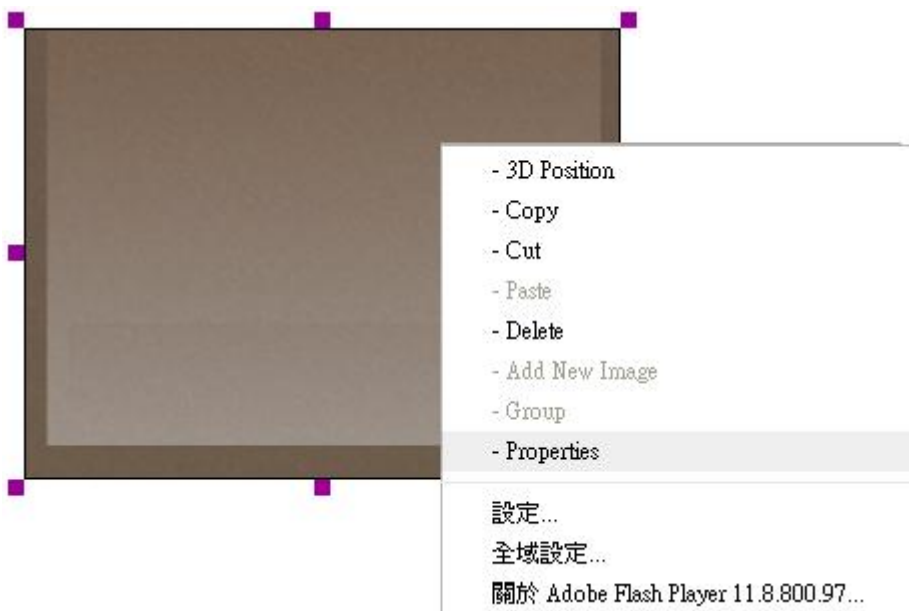 - 3D Position
- Copy
- Cut
- Paste
- Delete
- Add New Image
- Group
- Properties
設定...
全域設定...
關於 Adobe Flash Player 11.8.800.97...